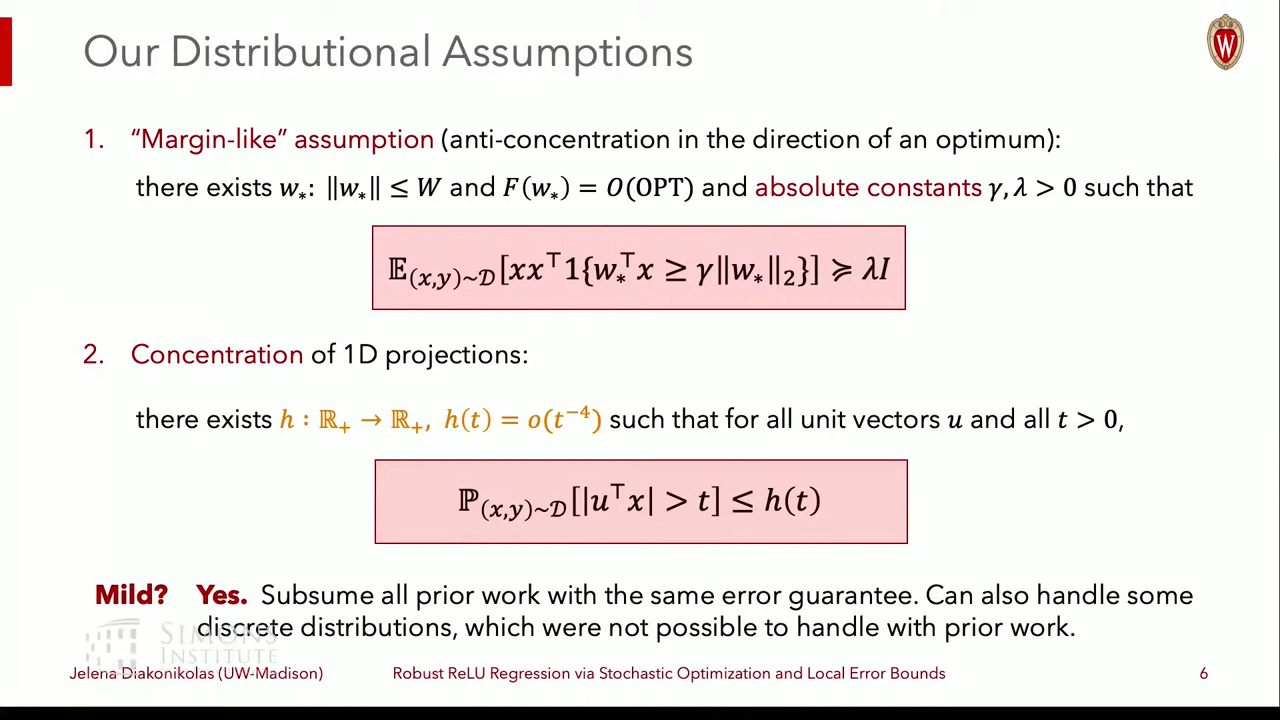 Our Distributional Assumptions
W
1. “Margin-like” assumption (anti-concentration in the direction of an optimum):
there exists w∗: ‖w∗‖ ≤ W and F(w∗) = O(OPT) and absolute constants γ, λ > 0 such that
𝔼₍ₓ,ᵧ₎~𝒟[xx⊤1{w∗⊤x ≥ γ‖w∗‖₂}] ≽ λI
2. Concentration of 1D projections:
there exists h : ℝ₊ → ℝ₊, h(t) = o(t⁻⁴) such that for all unit vectors u and all t > 0,
ℙ₍ₓ,ᵧ₎~𝒟[|u⊤x| > t] ≤ h(t)
Mild? Yes. Subsume all prior work with the same error guarantee. Can also handle some
discrete distributions, which were not possible to handle with prior work.
SIMONS
INSTITUTE
Jelena Diakonikolas (UW-Madison) Robust ReLU Regression via Stochastic Optimization and Local Error Bounds 6